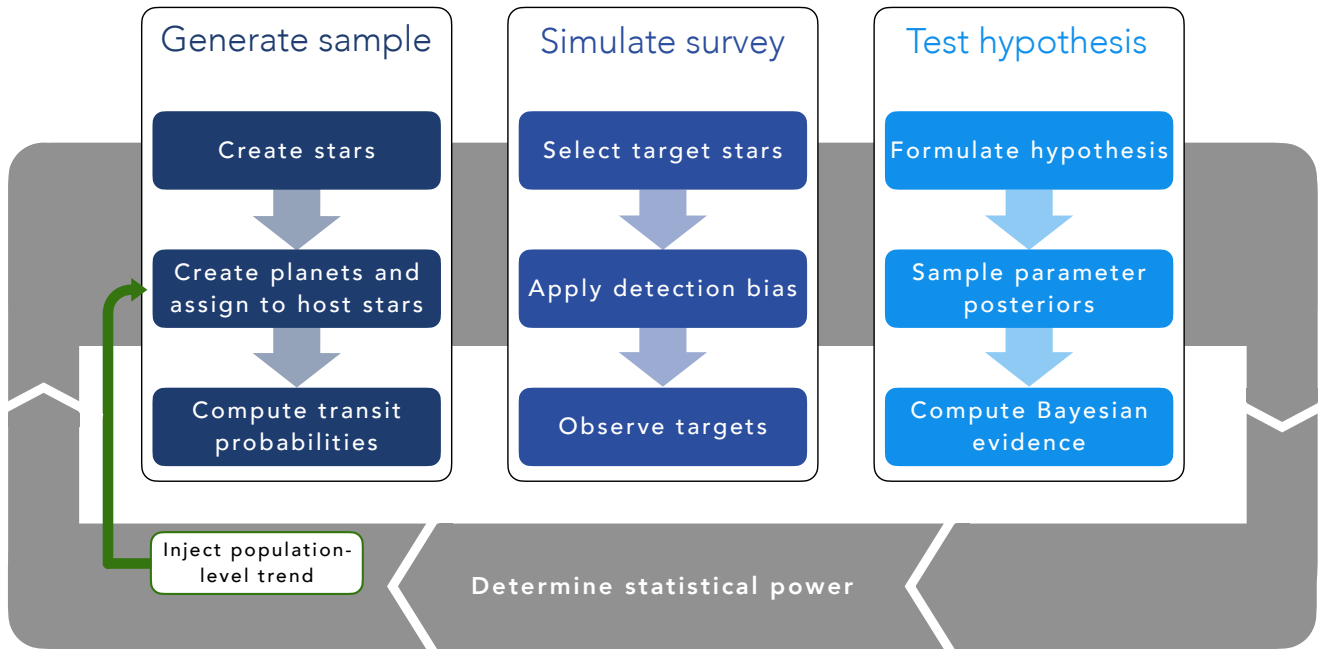 Generate sample
Create stars
Create planets and
assign to host stars
Compute transit
probabilities
Simulate survey
Select target stars
Apply detection bias
Observe targets
Test hypothesis
Formulate hypothesis
Sample parameter
posteriors
Compute Bayesian
evidence
Inject population-
level trend
Determine statistical power